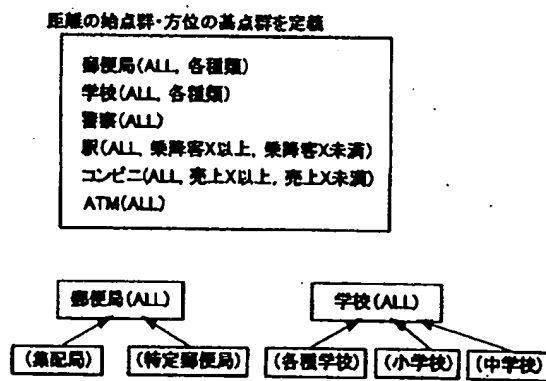 距離の始点群・方位の基点群を定義
郵便局(ALL, 各種類)
学校(ALL, 各種類)
警察(ALL)
駅(ALL, 乗降客X以上, 乗降客X未満)
コンビニ(ALL, 売上X以上, 売上X未満)
ATM(ALL)
郵便局(ALL)
学校(ALL)
(集配局)
(特定郵便局)
(各種学校)
(小学校)
(中学校)